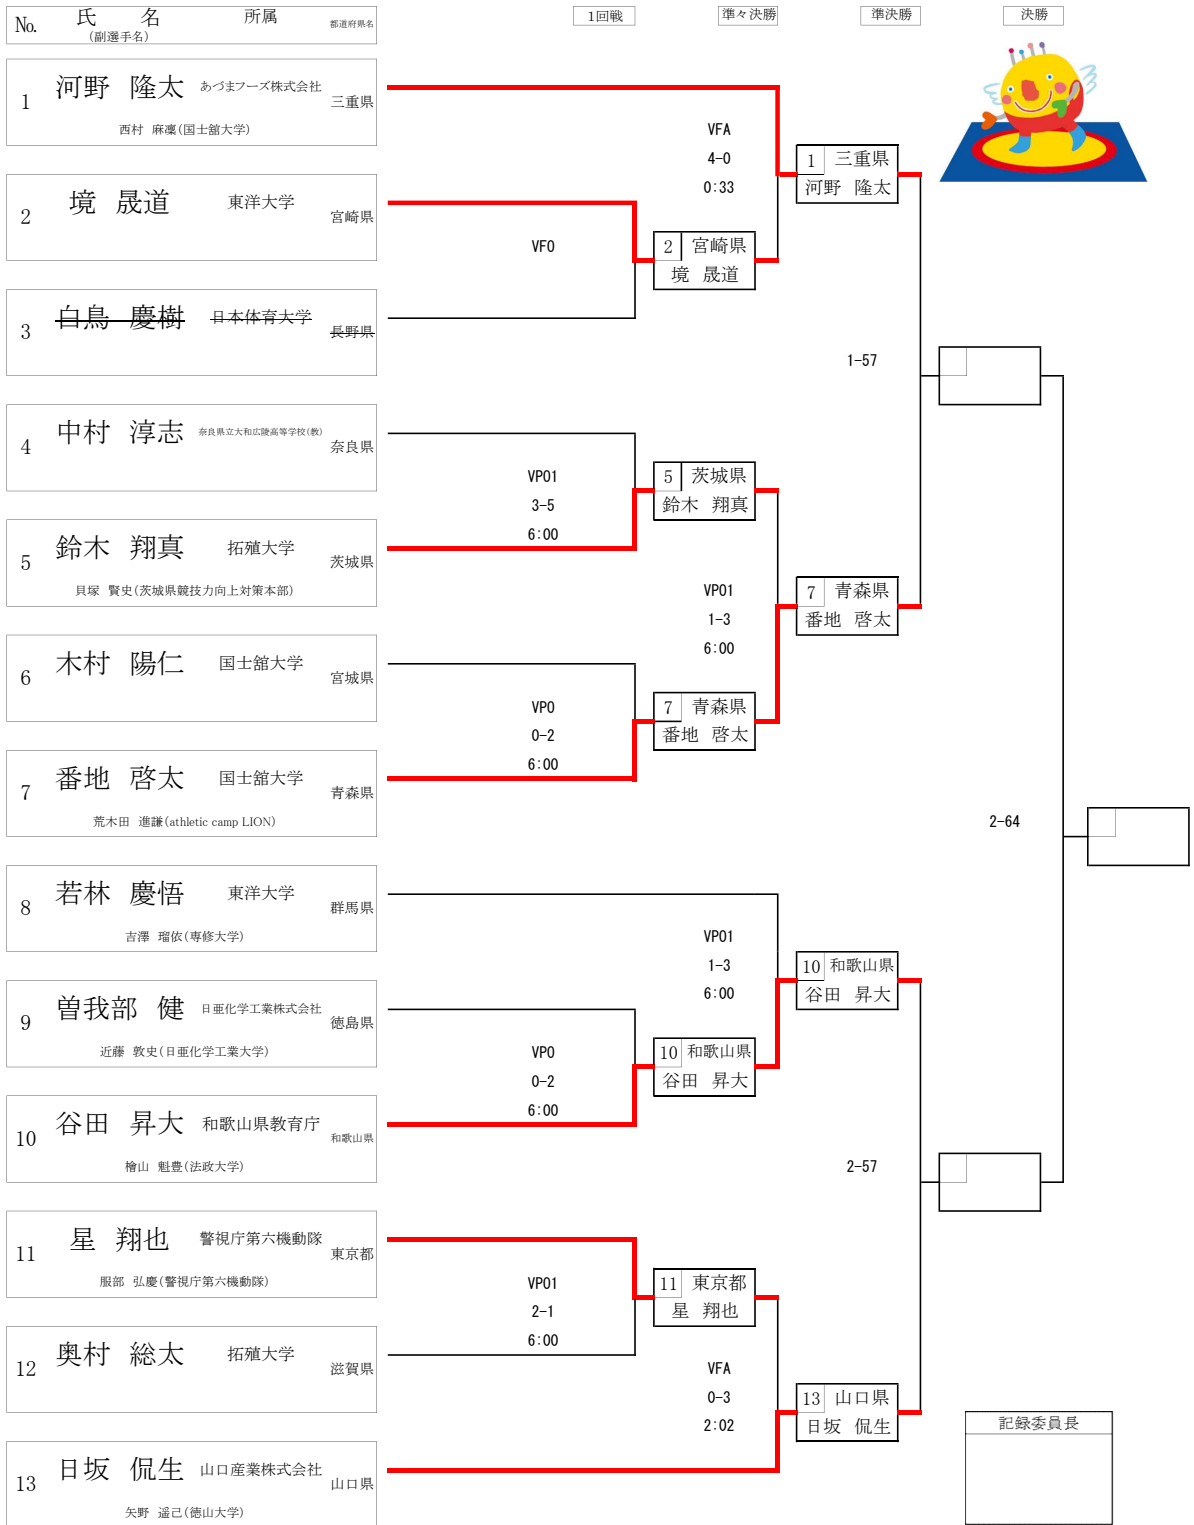 No. 氏 名 所属 都道府県名
(副選手名)
1回戦 準々決勝 準決勝 決勝
1 河野 隆太 あづまフーズ株式会社 三重県
西村 麻凜(国士舘大学)
2 境 晟道 東洋大学 宮崎県
3 白鳥 慶樹 日本体育大学 長野県
4 中村 淳志 奈良県立大和広陵高等学校(教) 奈良県
5 鈴木 翔真 拓殖大学 茨城県
貝塚 賢史(茨城県競技力向上対策本部)
6 木村 陽仁 国士舘大学 宮城県
7 番地 啓太 国士舘大学 青森県
荒木田 進謙(athletic camp LION)
8 若林 慶悟 東洋大学 群馬県
吉澤 瑠依(専修大学)
9 曽我部 健 日亜化学工業株式会社 徳島県
近藤 敦史(日亜化学工業大学)
10 谷田 昇大 和歌山県教育庁 和歌山県
檜山 魁豊(法政大学)
11 星 翔也 警視庁第六機動隊 東京都
服部 弘慶(警視庁第六機動隊)
12 奥村 総太 拓殖大学 滋賀県
13 日坂 侃生 山口産業株式会社 山口県
矢野 遥己(徳山大学)
VFO
VPO1
3-5
6:00
VPO
0-2
6:00
VPO
0-2
6:00
VPO1
2-1
6:00
2 宮崎県
境 晟道
5 茨城県
鈴木 翔真
7 青森県
番地 啓太
10 和歌山県
谷田 昇大
11 東京都
星 翔也
VFA
4-0
0:33
VPO1
1-3
6:00
VPO1
1-3
6:00
VFA
0-3
2:02
1 三重県
河野 隆太
7 青森県
番地 啓太
10 和歌山県
谷田 昇大
13 山口県
日坂 侃生
1-57
2-57
2-64
記録委員長